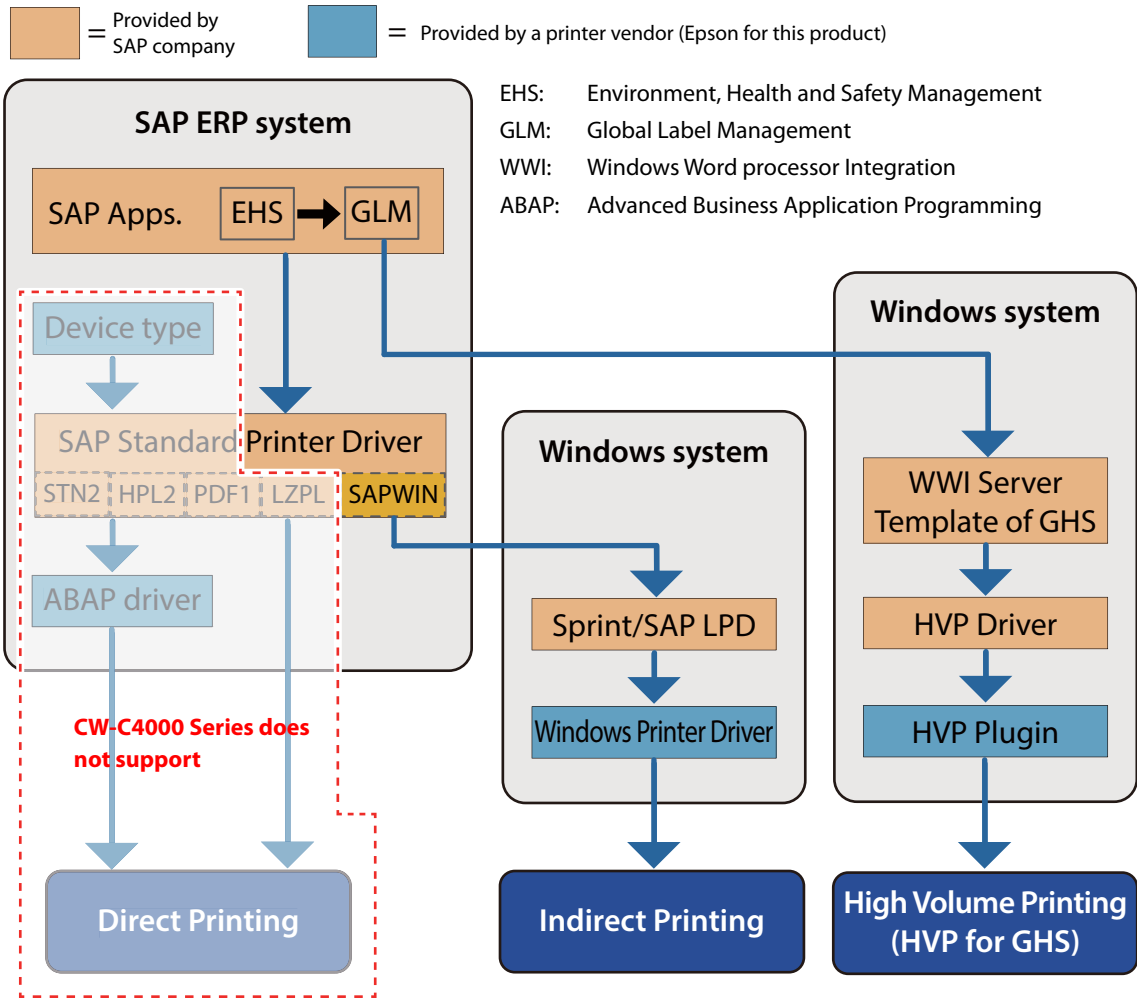 = Provided by
SAP company
= Provided by a printer vendor (Epson for this product)
EHS: Environment, Health and Safety Management
GLM: Global Label Management
WWI: Windows Word processor Integration
ABAP: Advanced Business Application Programming
SAP ERP system
SAP Apps.
EHS
GLM
Device type
SAP Standard Printer Driver
STN2
HPL2
PDF1
LZPL
SAPWIN
ABAP driver
CW-C4000 Series does
not support
Direct Printing
Windows system
Sprint/SAP LPD
Windows Printer Driver
Indirect Printing
Windows system
WWI Server
Template of GHS
HVP Driver
HVP Plugin
High Volume Printing
(HVP for GHS)